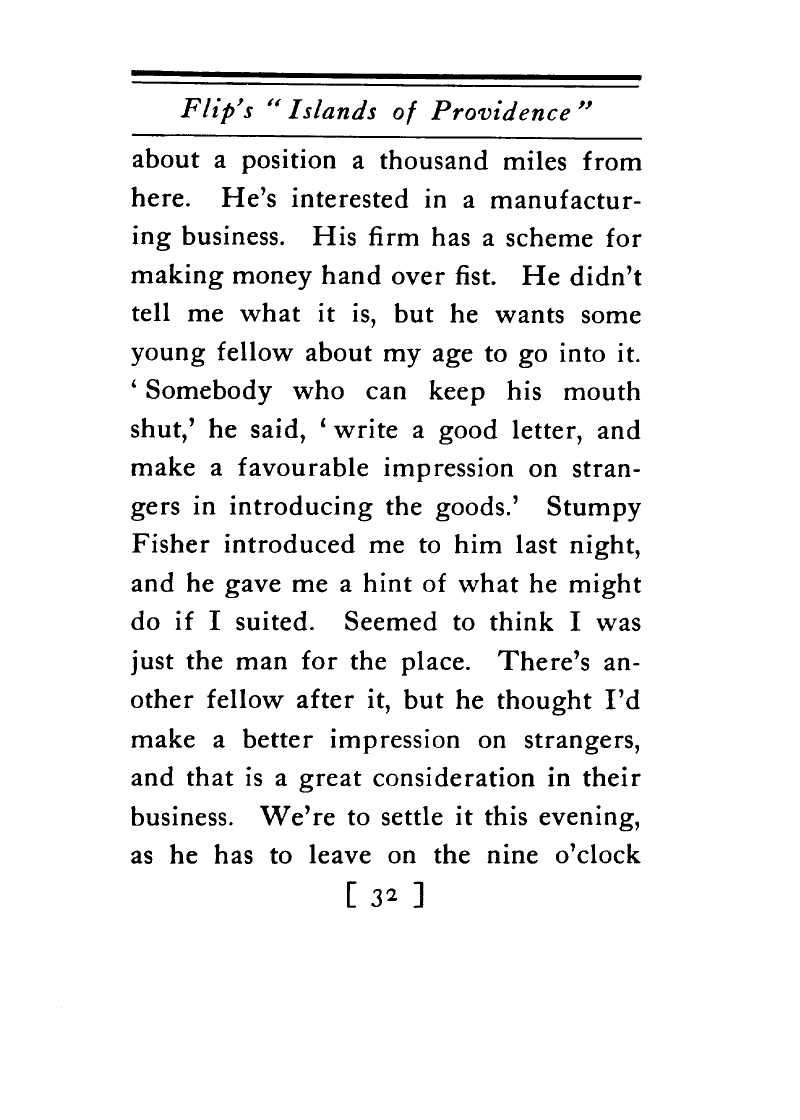 Flip's “Islands of Providence”
about a position a thousand miles from
here. He's interested in a manufactur-
ing business. His firm has a scheme for
making money hand over fist. He didn't
tell me what it is, but he wants some
young fellow about my age to go into it.
‘Somebody who can keep his mouth
shut,’ he said, ‘write a good letter, and
make a favourable impression on stran-
gers in introducing the goods.’ Stumpy
Fisher introduced me to him last night,
and he gave me a hint of what he might
do if I suited. Seemed to think I was
just the man for the place. There's an-
other fellow after it, but he thought I'd
make a better impression on strangers,
and that is a great consideration in their
business. We're to settle it this evening,
as he has to leave on the nine o'clock
[ 32 ]